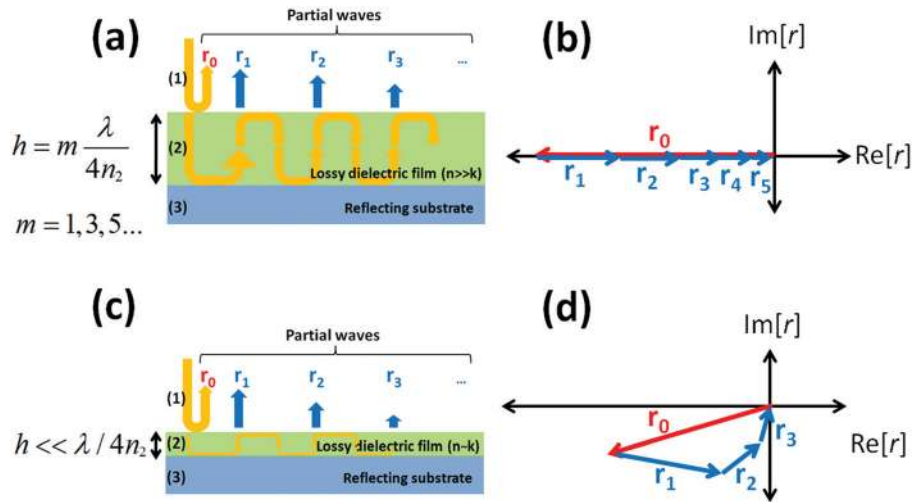 (a)
Partial waves
r0 r1 r2 r3 ...
(1)
(2)
Lossy dielectric film (n>>k)
(3)
Reflecting substrate
h = m λ / 4n2
m = 1,3,5...
(b)
Im[r]
Re[r]
r0
r1 r2 r3 r4 r5
(c)
Partial waves
r0 r1 r2 r3 ...
(1)
(2)
Lossy dielectric film (n~k)
(3)
Reflecting substrate
h << λ / 4n2
(d)
Im[r]
Re[r]
r0
r1 r2 r3